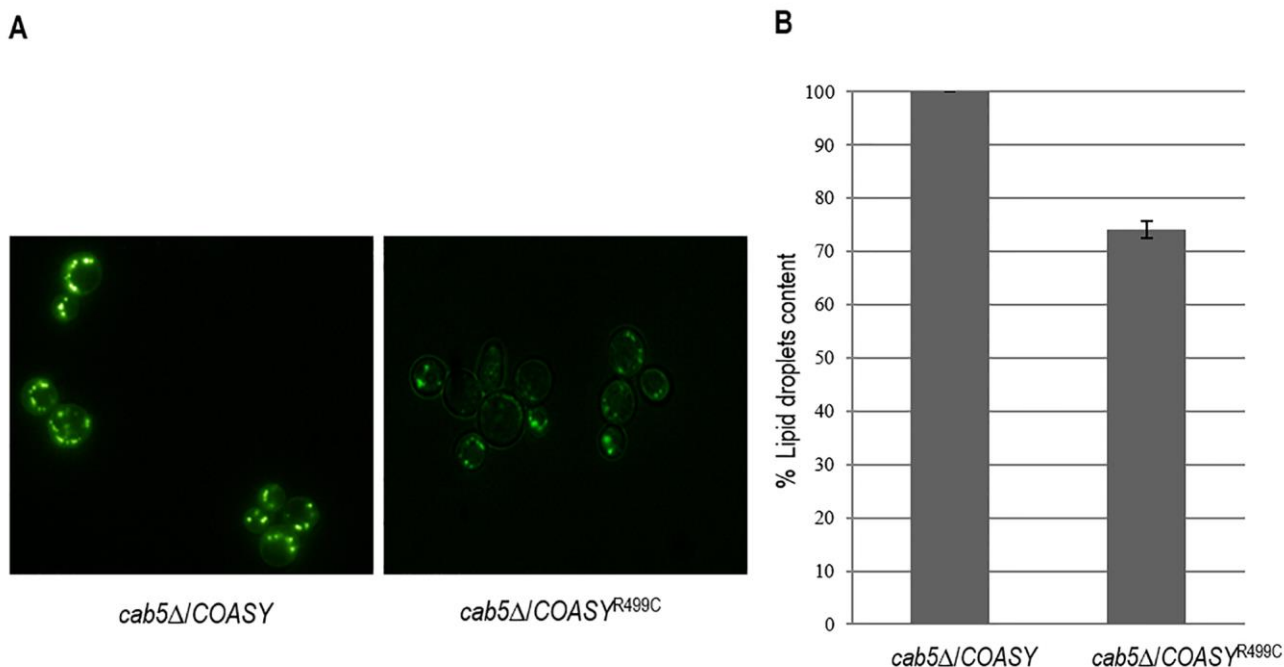 A
B
cab5Δ/COASY
cab5Δ/COASYR499C
% Lipid droplets content
100
90
80
70
60
50
40
30
20
10
0
cab5Δ/COASY
cab5Δ/COASYR499C